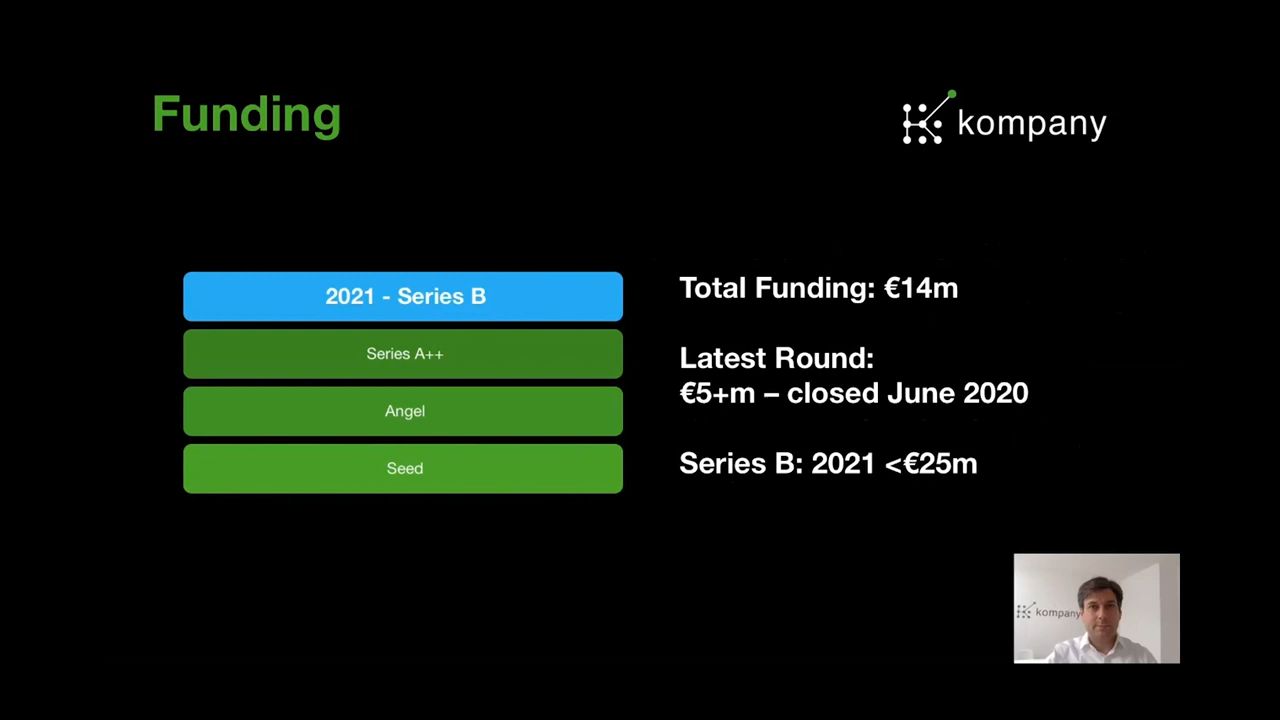 Funding
kompany
2021 - Series B
Series A++
Angel
Seed
Total Funding: €14m
Latest Round:
€5+m – closed June 2020
Series B: 2021 <€25m
kompany